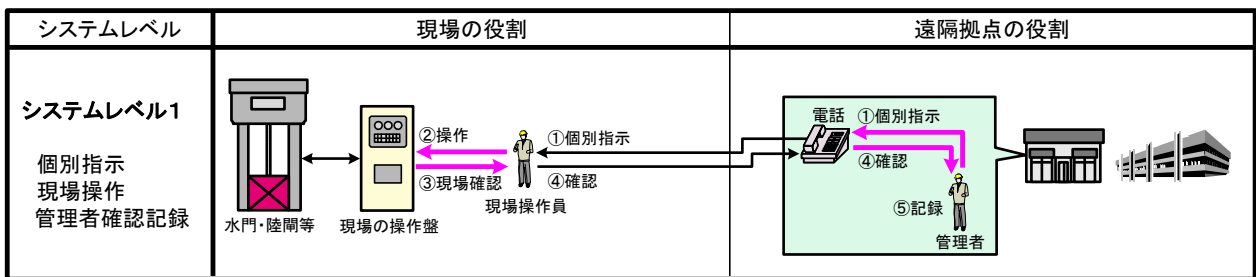 システムレベル
現場の役割
遠隔拠点の役割
システムレベル1
個別指示
現場操作
管理者確認記録
水門・陸閘等
現場の操作盤
②操作
③現場確認
①個別指示
④確認
現場操作員
電話
①個別指示
④確認
⑤記録
管理者